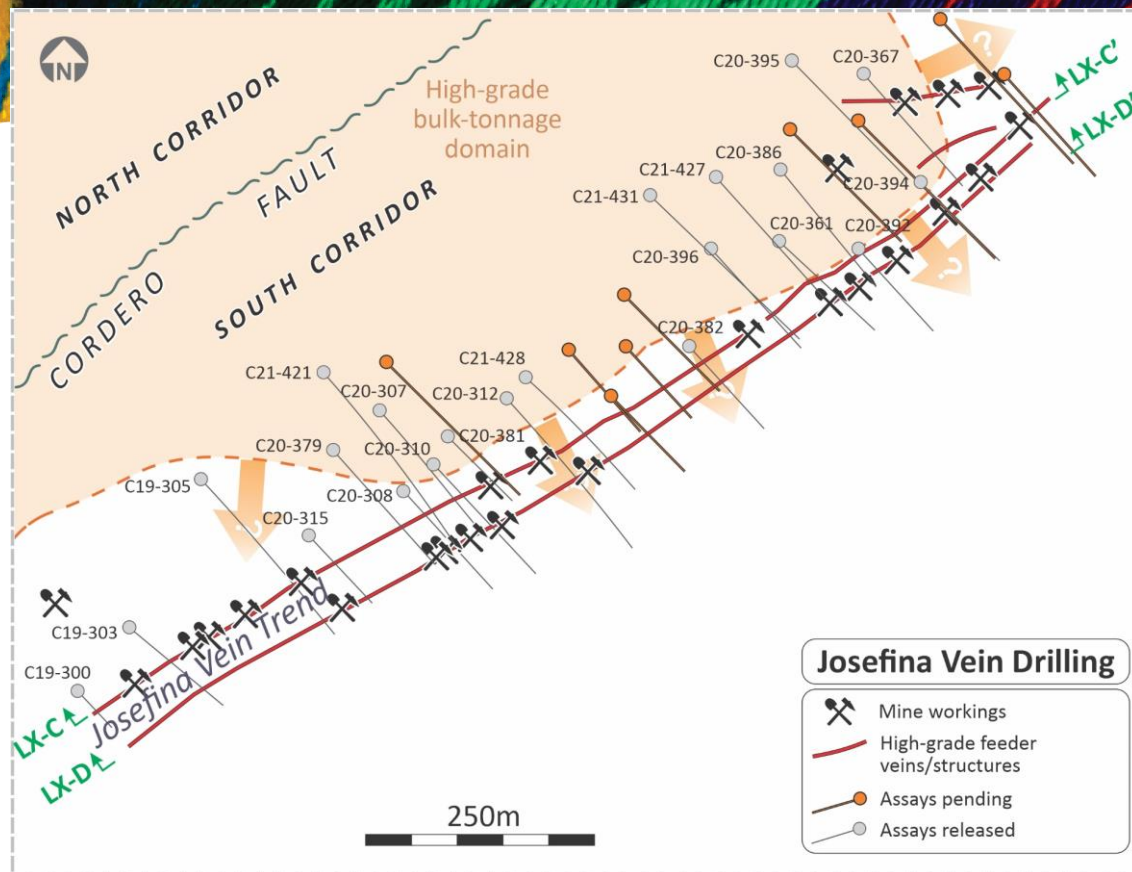 N
NORTH CORRIDOR
CORDERO FAULT
SOUTH CORRIDOR
High-grade
bulk-tonnage
domain
C20-395
C20-367
LX-C'
LX-D'
?
C20-386
C21-427
C21-431
C20-394
C20-361
C20-392
?
C20-396
C20-382
?
C21-428
C21-421
C20-307
C20-312
C20-381
?
C20-379
C20-310
C19-305
C20-308
?
C20-315
C19-303
C19-300
Josefina Vein Trend
LX-C
LX-D
250m
Josefina Vein Drilling
Mine workings
High-grade feeder
veins/structures
Assays pending
Assays released